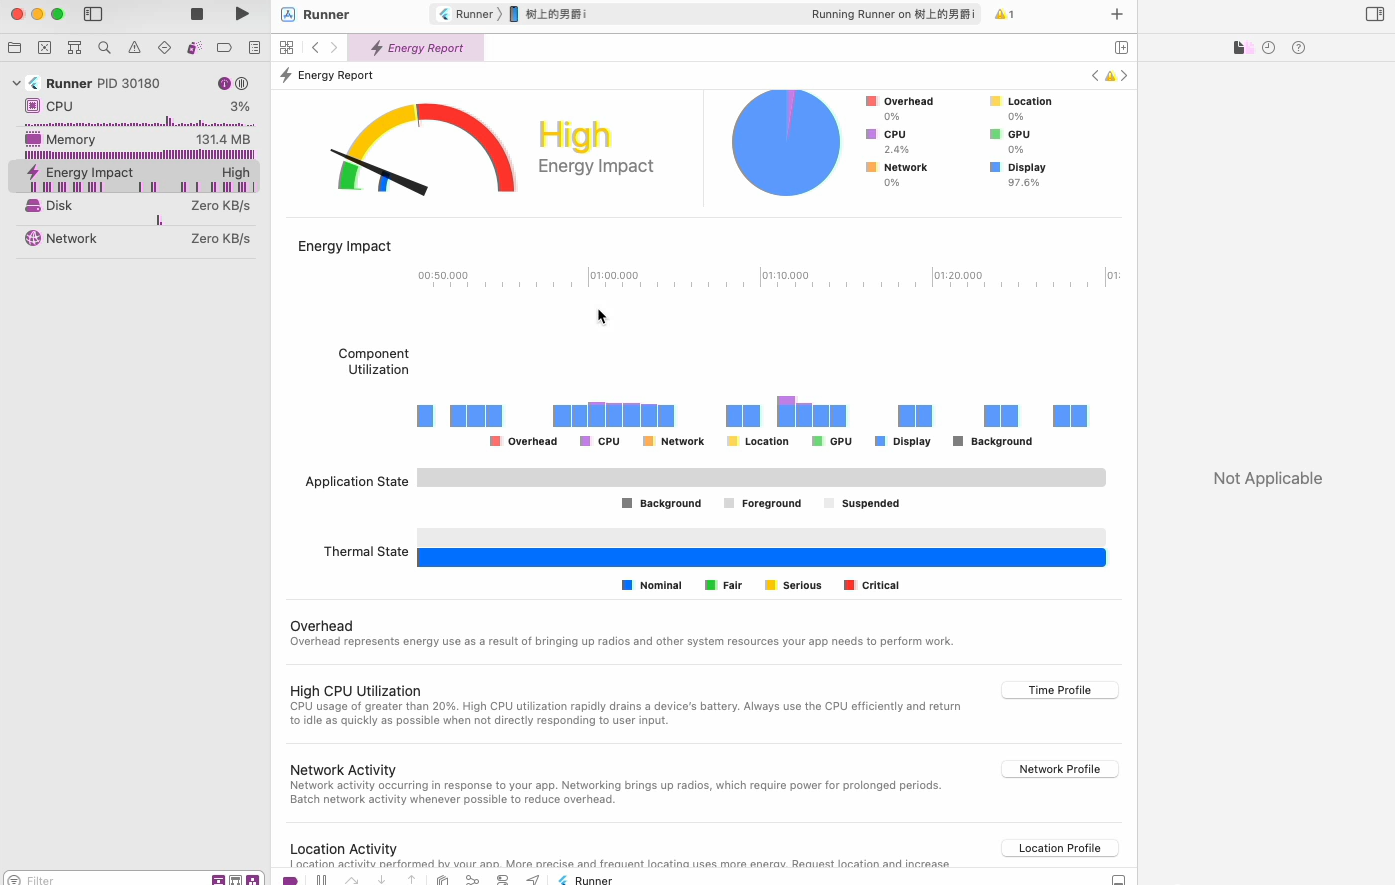 Runner
Runner 〉 树上的男爵i
Running Runner on 树上的男爵i
1
Energy Report
Energy Report
Runner PID 30180
CPU 3%
Memory 131.4 MB
Energy Impact High
Disk Zero KB/s
Network Zero KB/s
High
Energy Impact
Overhead
0%
Location
0%
CPU
2.4%
GPU
0%
Network
0%
Display
97.6%
Energy Impact
00:50.000 01:00.000 01:10.000 01:20.000 01:
Component
Utilization
Overhead CPU Network Location GPU Display Background
Application State
Background Foreground Suspended
Thermal State
Nominal Fair Serious Critical
Overhead
Overhead represents energy use as a result of bringing up radios and other system resources your app needs to perform work.
High CPU Utilization
Time Profile
CPU usage of greater than 20%. High CPU utilization rapidly drains a device's battery. Always use the CPU efficiently and return
to idle as quickly as possible when not directly responding to user input.
Network Activity
Network Profile
Network activity occurring in response to your app. Networking brings up radios, which require power for prolonged periods.
Batch network activity whenever possible to reduce overhead.
Location Activity
Location Profile
Location activity performed by your app. More precise and frequent locating uses more energy. Request location and increase
Not Applicable
Filter
Runner